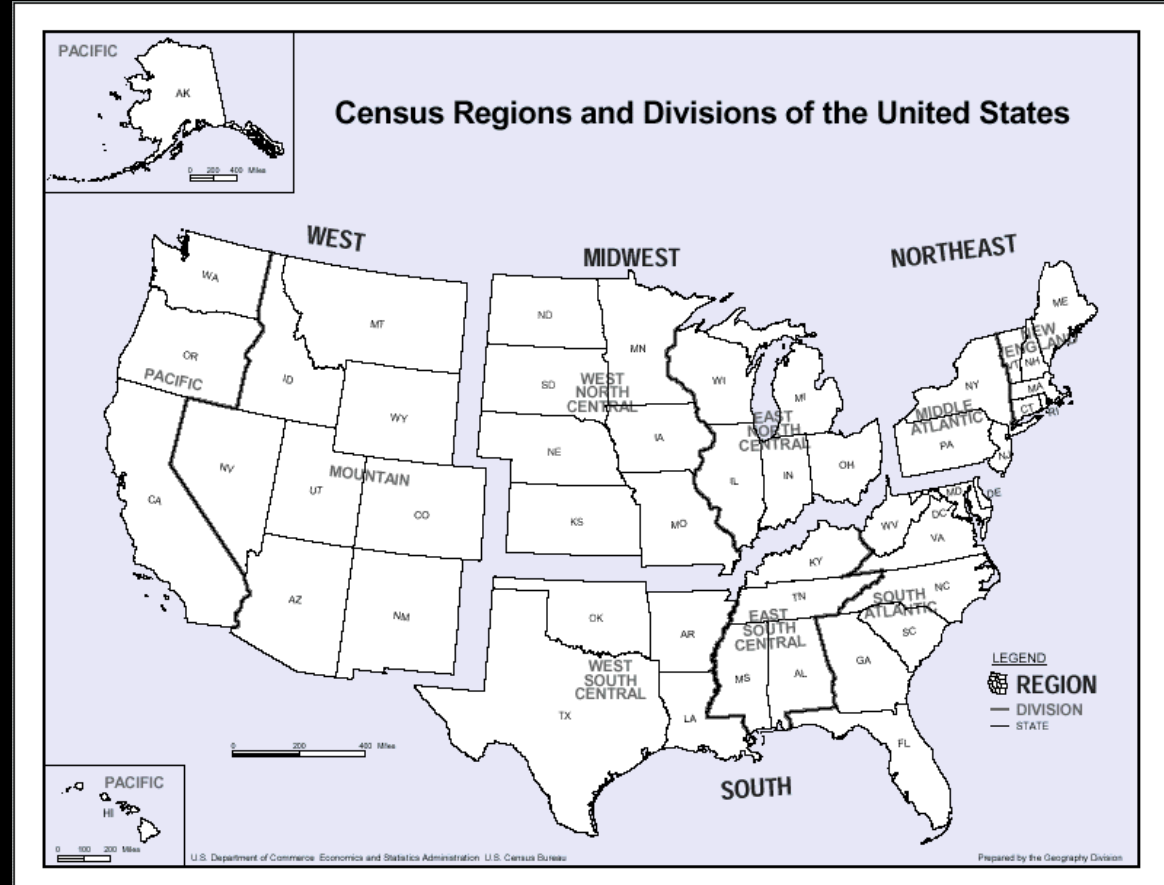 PACIFIC
AK
0 200 400 Miles
Census Regions and Divisions of the United States
WEST
MIDWEST
NORTHEAST
WA
MT
OR
ID
PACIFIC
WY
NV
MOUNTAIN
UT
CO
CA
AZ
NM
ND
MN
SD
WEST
NORTH
CENTRAL
IA
NE
KS
MO
WI
MI
EAST
NORTH
CENTRAL
IL
IN
OH
ME
NEW
ENGLAND
VT
NH
NY
MA
CT
RI
MIDDLE
ATLANTIC
PA
NJ
MD
DE
DC
WV
VA
KY
TN
NC
SOUTH
ATLANTIC
SC
EAST
SOUTH
CENTRAL
MS
AL
GA
FL
OK
AR
WEST
SOUTH
CENTRAL
TX
LA
SOUTH
LEGEND
REGION
DIVISION
STATE
0 200 400 Miles
PACIFIC
HI
0 100 200 Miles
U.S. Department of Commerce Economics and Statistics Administration U.S. Census Bureau
Prepared by the Geography Division